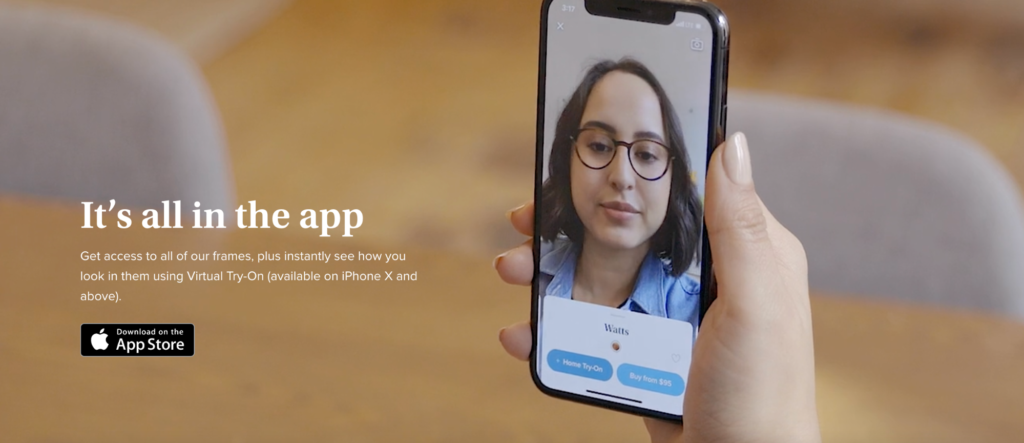 It’s all in the app
Get access to all of our frames, plus instantly see how you
look in them using Virtual Try-On (available on iPhone X and
above).
Download on the
App Store
3:17
Watts
+ Home Try-On
Buy from $95